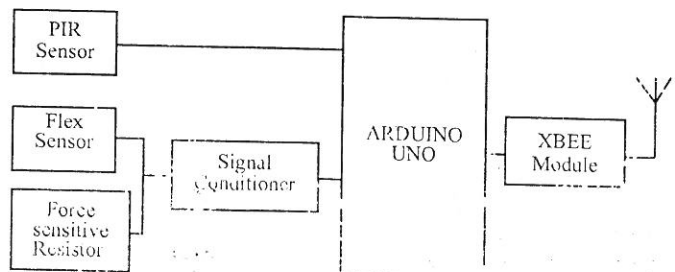 PIR
Sensor
Flex
Sensor
Force
sensitive
Resistor
Signal
Conditioner
ARDUINO
UNO
XBEE
Module